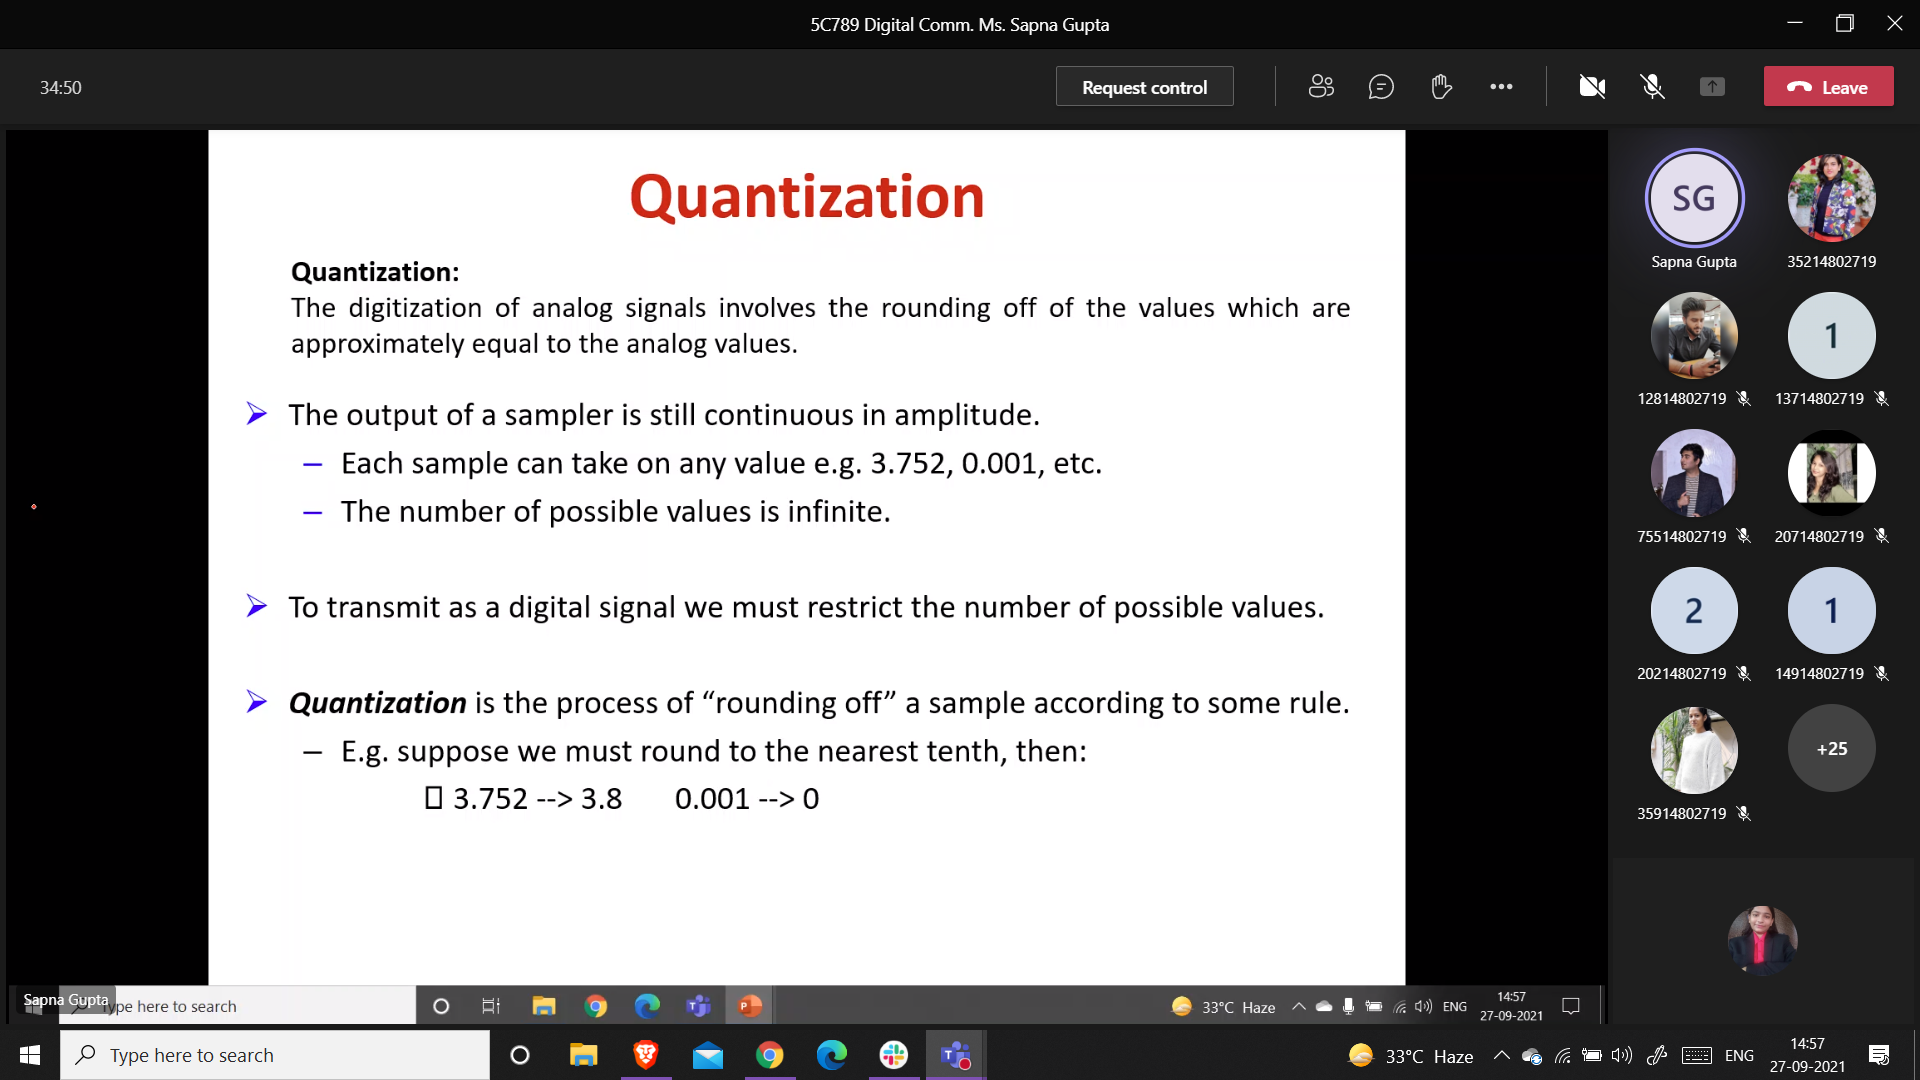 5C789 Digital Comm. Ms. Sapna Gupta
34:50
Request control
Leave
Quantization
Quantization:
The digitization of analog signals involves the rounding off of the values which are
approximately equal to the analog values.
The output of a sampler is still continuous in amplitude.
– Each sample can take on any value e.g. 3.752, 0.001, etc.
– The number of possible values is infinite.
To transmit as a digital signal we must restrict the number of possible values.
Quantization is the process of “rounding off” a sample according to some rule.
– E.g. suppose we must round to the nearest tenth, then:
3.752 --> 3.8 0.001 --> 0
SG
Sapna Gupta
35214802719
12814802719
1
13714802719
75514802719
20714802719
2
20214802719
1
14914802719
35914802719
+25
Sapna Gupta
ype here to search
33°C Haze
ENG
14:57
27-09-2021
Type here to search
33°C Haze
ENG
14:57
27-09-2021